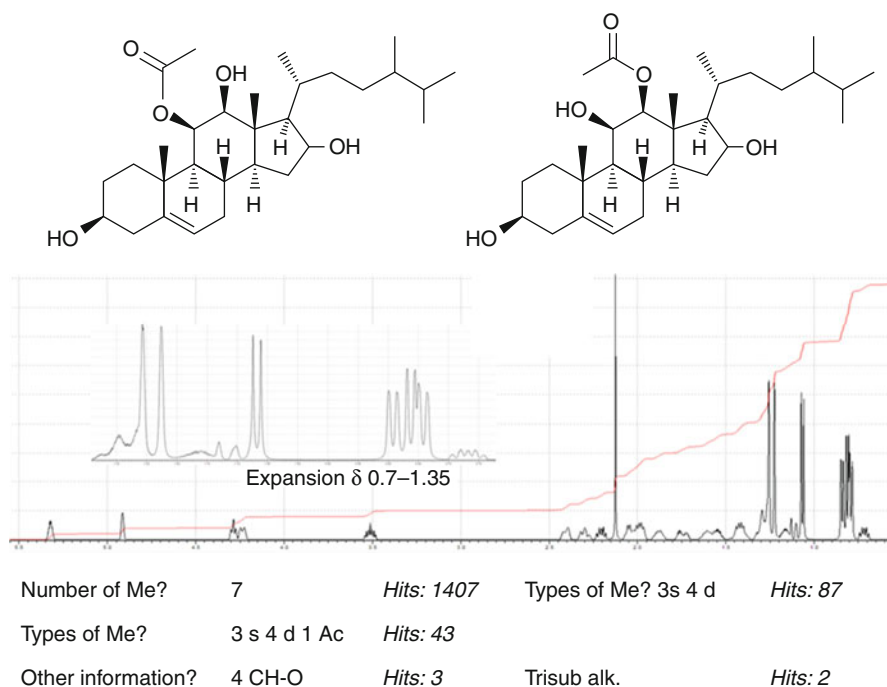 O
OH
O
H
H
H
H
OH
HO
O
O
HO
H
H
H
H
OH
HO
Expansion δ 0.7–1.35
Number of Me? 7 Hits: 1407 Types of Me? 3s 4 d Hits: 87
Types of Me? 3 s 4 d 1 Ac Hits: 43
Other information? 4 CH-O Hits: 3 Trisub alk. Hits: 2